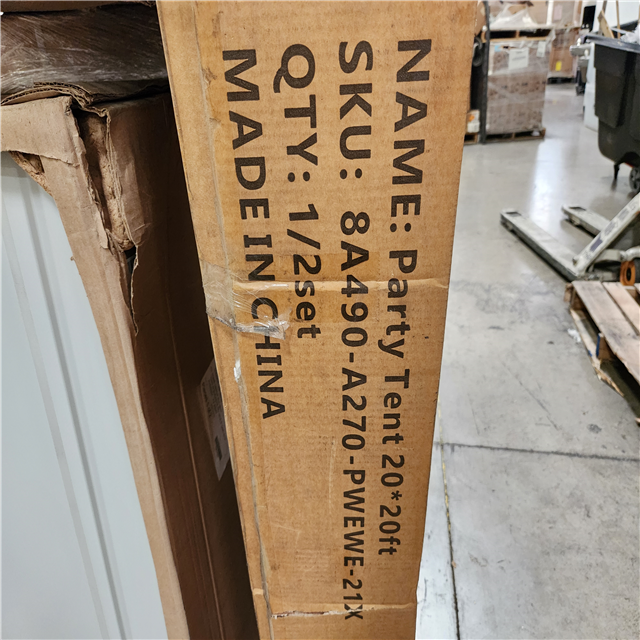 NAME: Party Tent 20*20ft
SKU: 8A490-A270-PWEWE-21X
QTY: 1/2set
MADE IN CHINA